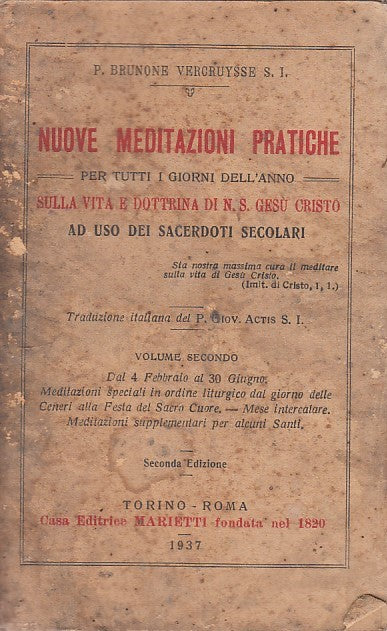 P. BRUNONE VERCRUYSSE S. I.
NUOVE MEDITAZIONI PRATICHE
PER TUTTI I GIORNI DELL'ANNO
SULLA VITA E DOTTRINA DI N. S. GESÙ CRISTO
AD USO DEI SACERDOTI SECOLARI
Sia nostra massima cura il meditare
sulla vita di Gesù Cristo.
(Imit. di Cristo, 1, 1.)
Traduzione italiana del P. GIOV. ACTIS S. I.
VOLUME SECONDO
Dal 4 Febbraio al 30 Giugno.
Meditazioni speciali in ordine liturgico dal giorno delle
Ceneri alla Festa del Sacro Cuore. — Mese intercalare.
Meditazioni supplementari per alcuni Santi.
Seconda Edizione
TORINO - ROMA
Casa Editrice MARIETTI fondata nel 1820
1937